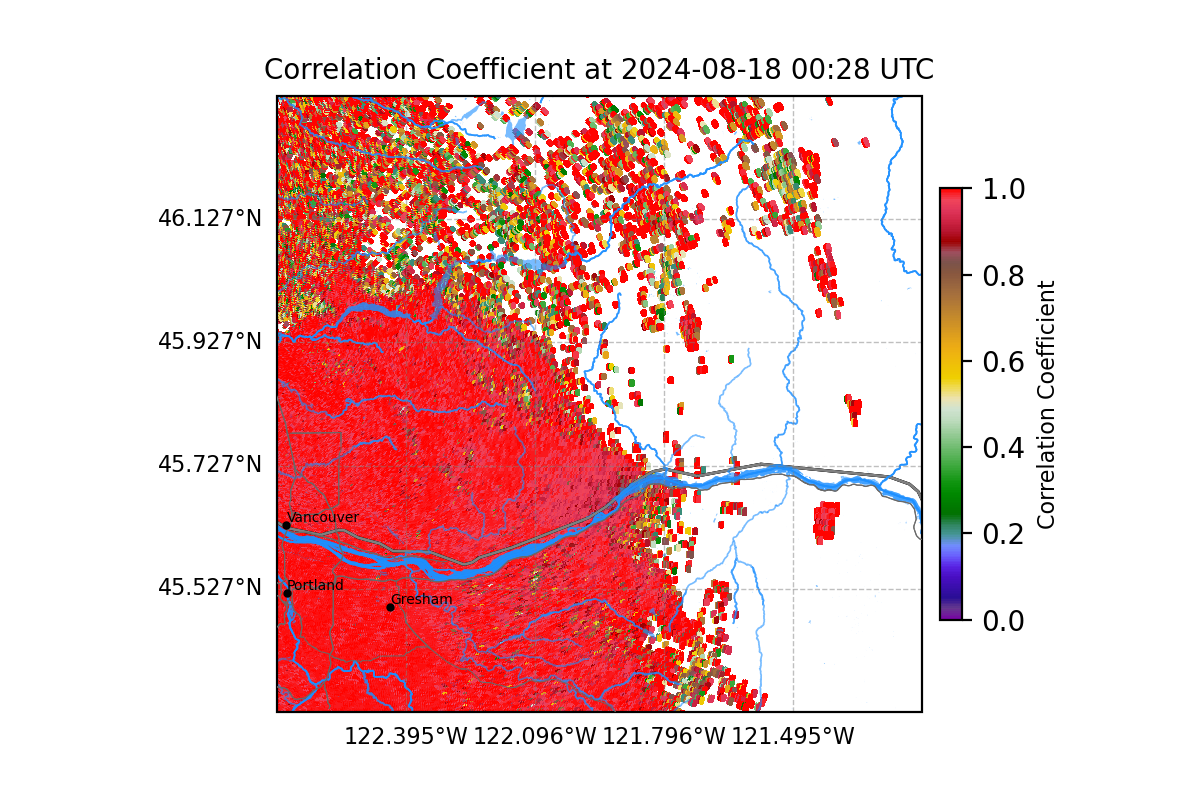 Correlation Coefficient at 2024-08-18 00:28 UTC
46.127°N
45.927°N
45.727°N
45.527°N
122.395°W
122.096°W
121.796°W
121.495°W
Vancouver
Portland
Gresham
1.0
0.8
0.6
0.4
0.2
0.0
Correlation Coefficient